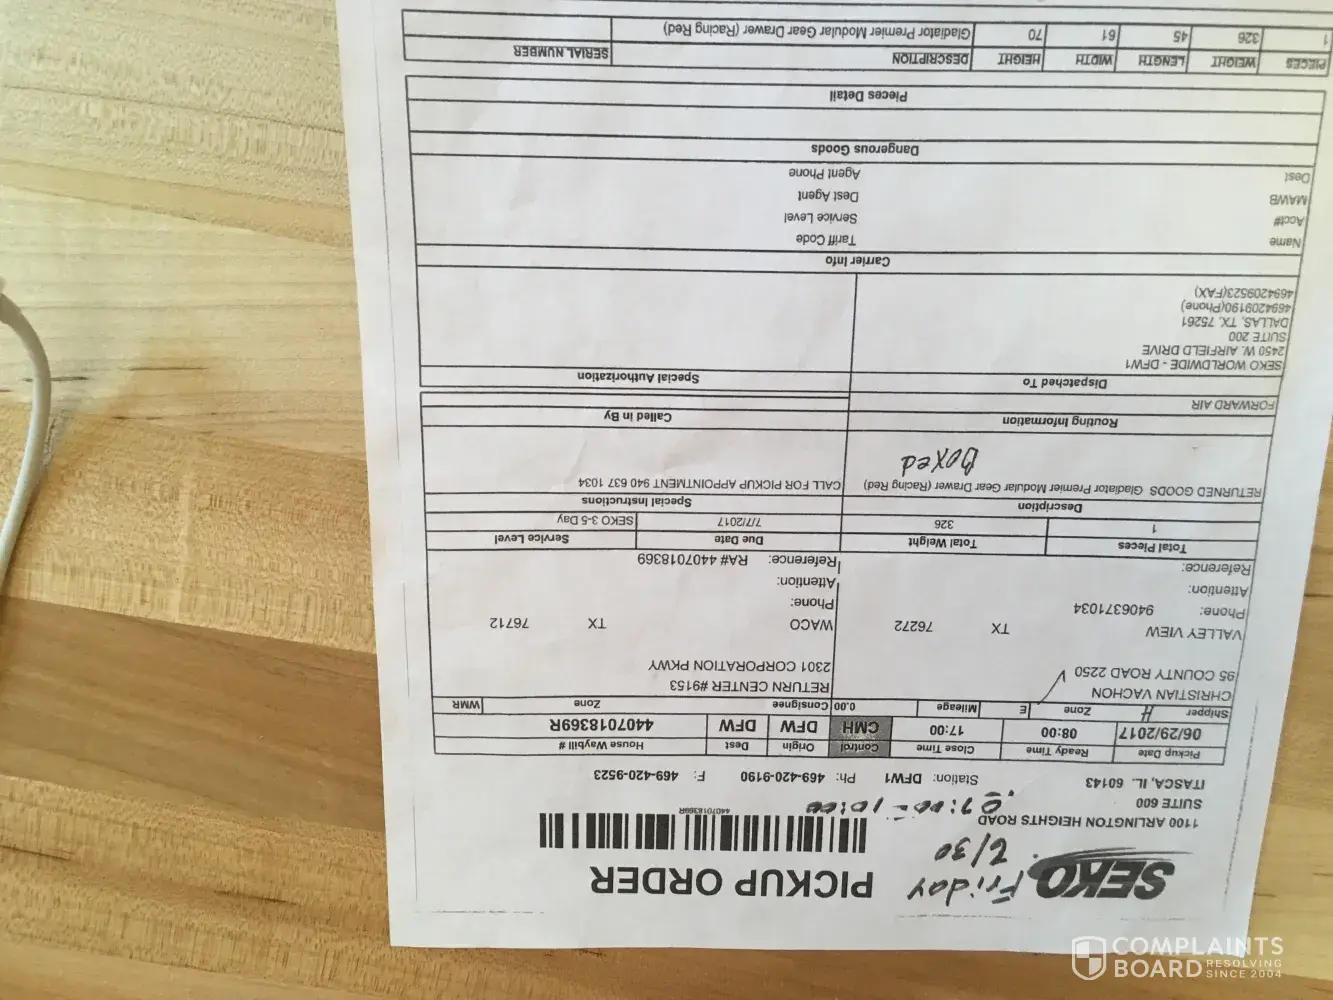 SEKO
PICKUP ORDER
Friday
6/30
07:00 - 10:00
4407018369R
1100 ARLINGTON HEIGHTS ROAD
SUITE 600
ITASCA, IL 60143
Station: DFW1 Ph: 469-420-9190 F: 469-420-9523
Pickup Date Ready Time Close Time Control Origin Dest House Waybill #
06/29/2017 08:00 17:00 CMH DFW DFW 4407018369R
Shipper Zone E Mileage 0.00 Consignee Zone WMR
CHRISTIAN VACHON RETURN CENTER #9153
95 COUNTY ROAD 2250 2301 CORPORATION PKWY
VALLEY VIEW TX 76272 WACO TX 76712
Phone: 9406371034 Phone:
Attention: Attention:
Reference: Reference: RA# 4407018369
Total Pieces Total Weight Due Date Service Level
1 326 7/7/2017 SEKO 3-5 Day
Description Special Instructions
RETURNED GOODS Gladiator Premier Modular Gear Drawer (Racing Red) CALL FOR PICKUP APPOINTMENT 940 637 1034
Boxed
Routing Information Called in By
FORWARD AIR
Dispatched To Special Authorization
SEKO WORLDWIDE - DFW1
2450 W. AIRFIELD DRIVE
SUITE 200
DALLAS, TX, 75261
4694209190(Phone)
4694209523(FAX)
Carrier Info
Name Tariff Code
Acct# Service Level
MAWB Dest Agent
Dest Agent Phone
Dangerous Goods
Pieces Detail
PIECES WEIGHT LENGTH WIDTH HEIGHT DESCRIPTION SERIAL NUMBER
1 326 45 61 70 Gladiator Premier Modular Gear Drawer (Racing Red)
COMPLAINTS
BOARD RESOLVING
SINCE 2004